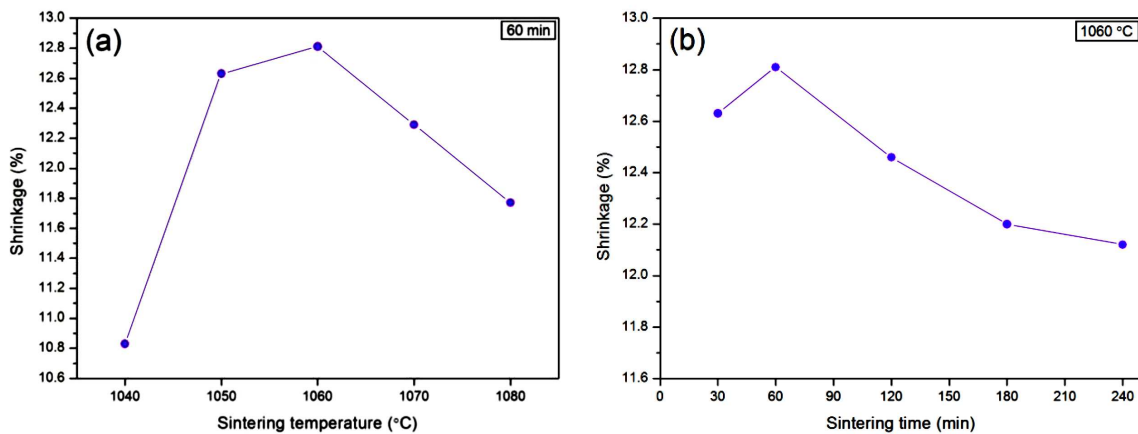 (a)
60 min
13.0
12.8
12.6
12.4
12.2
12.0
11.8
11.6
11.4
11.2
11.0
10.8
10.6
Shrinkage (%)
1040 1050 1060 1070 1080
Sintering temperature (°C)
(b)
1060 °C
13.0
12.8
12.6
12.4
12.2
12.0
11.8
11.6
Shrinkage (%)
0 30 60 90 120 150 180 210 240
Sintering time (min)